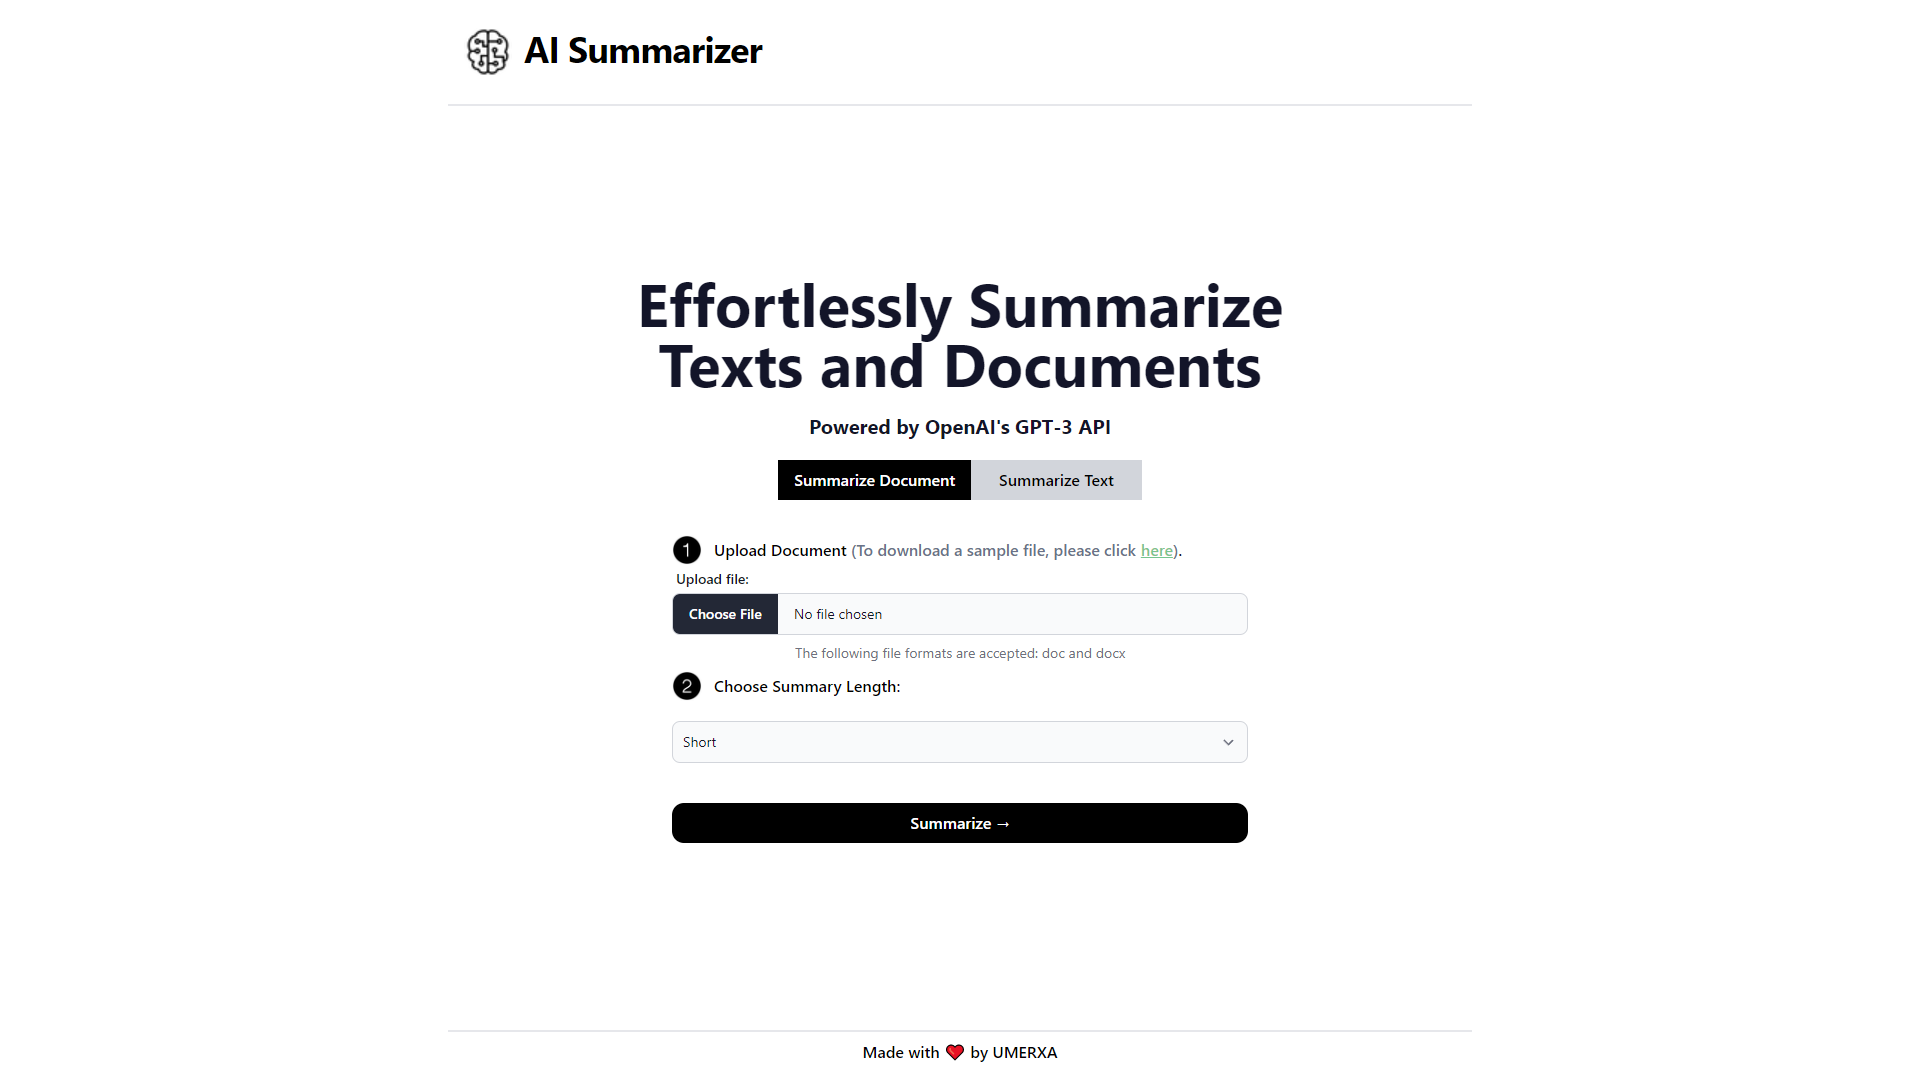 AI Summarizer
Effortlessly Summarize
Texts and Documents
Powered by OpenAI's GPT-3 API
Summarize Document
Summarize Text
1 Upload Document (To download a sample file, please click here).
Upload file:
Choose File No file chosen
The following file formats are accepted: doc and docx
2 Choose Summary Length:
Short
Summarize →
Made with ❤️ by UMERXA